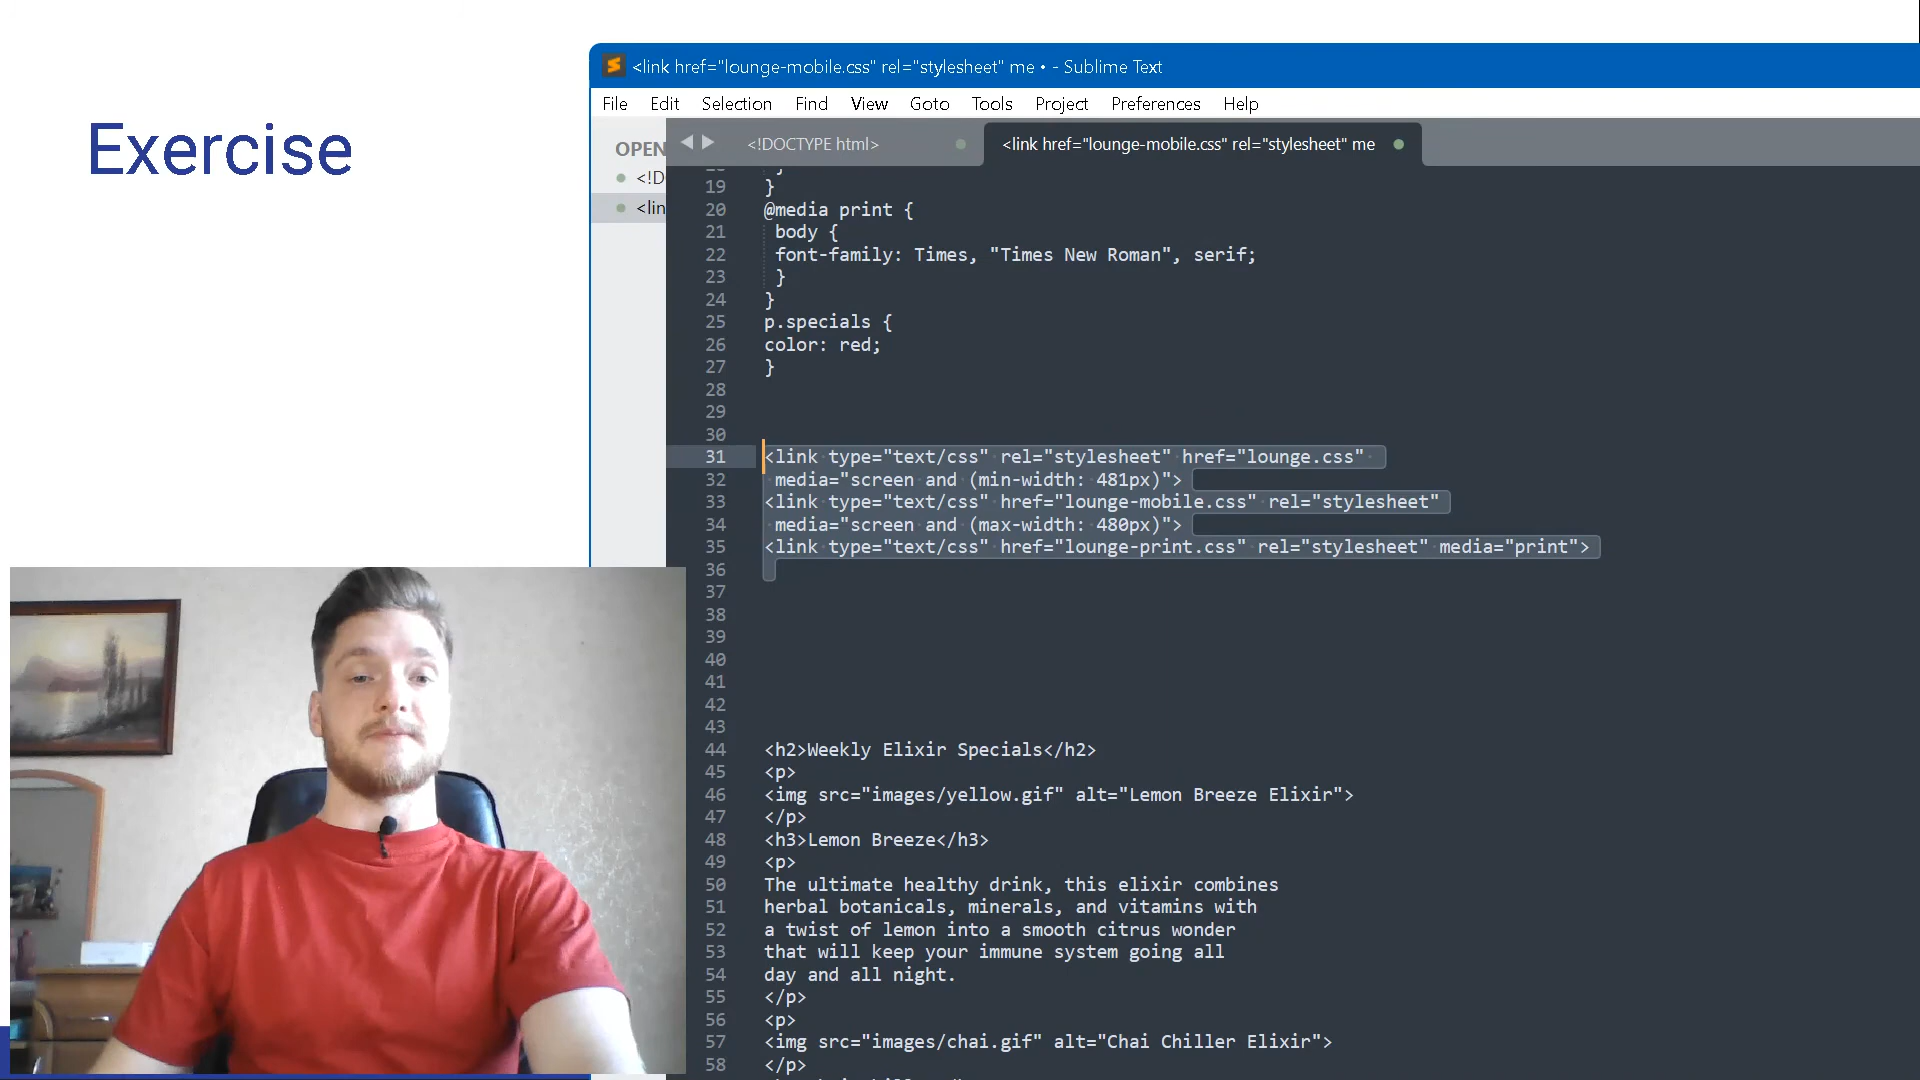 Exercise
<link href="lounge-mobile.css" rel="stylesheet" me • - Sublime Text
File Edit Selection Find View Goto Tools Project Preferences Help
OPEN
<!D
<lin
<!DOCTYPE html>
<link href="lounge-mobile.css" rel="stylesheet" me
19 }
20 @media print {
21 body {
22 font-family: Times, "Times New Roman", serif;
23 }
24 }
25 p.specials {
26 color: red;
27 }
28
29
30
31 <link type="text/css" rel="stylesheet" href="lounge.css"
32 media="screen and (min-width: 481px)">
33 <link type="text/css" href="lounge-mobile.css" rel="stylesheet"
34 media="screen and (max-width: 480px)">
35 <link type="text/css" href="lounge-print.css" rel="stylesheet" media="print">
36
37
38
39
40
41
42
43
44 <h2>Weekly Elixir Specials</h2>
45 <p>
46 <img src="images/yellow.gif" alt="Lemon Breeze Elixir">
47 </p>
48 <h3>Lemon Breeze</h3>
49 <p>
50 The ultimate healthy drink, this elixir combines
51 herbal botanicals, minerals, and vitamins with
52 a twist of lemon into a smooth citrus wonder
53 that will keep your immune system going all
54 day and all night.
55 </p>
56 <p>
57 <img src="images/chai.gif" alt="Chai Chiller Elixir">
58 </p>